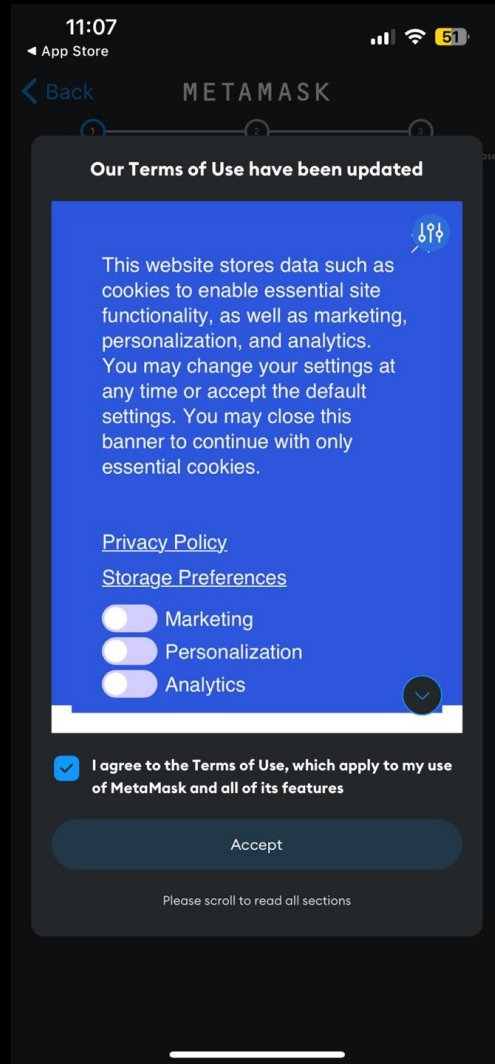 11:07
51
◀ App Store
Back
METAMASK
1
2
3
Our Terms of Use have been updated
This website stores data such as
cookies to enable essential site
functionality, as well as marketing,
personalization, and analytics.
You may change your settings at
any time or accept the default
settings. You may close this
banner to continue with only
essential cookies.
Privacy Policy
Storage Preferences
Marketing
Personalization
Analytics
I agree to the Terms of Use, which apply to my use
of MetaMask and all of its features
Accept
Please scroll to read all sections